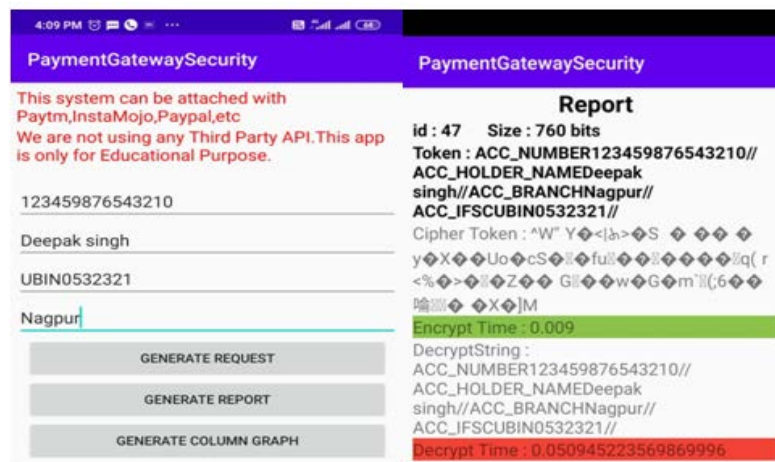 4:09 PM
PaymentGatewaySecurity
This system can be attached with
Paytm,InstaMojo,Paypal,etc
We are not using any Third Party API.This app
is only for Educational Purpose.
123459876543210
Deepak singh
UBIN0532321
Nagpur
GENERATE REQUEST
GENERATE REPORT
GENERATE COLUMN GRAPH
PaymentGatewaySecurity
Report
id : 47 Size : 760 bits
Token : ACC_NUMBER123459876543210//
ACC_HOLDER_NAMEDeepak
singh//ACC_BRANCHNagpur//
ACC_IFSCUBIN0532321//
Cipher Token :
Encrypt Time : 0.009
DecryptString :
ACC_NUMBER123459876543210//
ACC_HOLDER_NAMEDeepak
singh//ACC_BRANCHNagpur//
ACC_IFSCUBIN0532321//
Decrypt Time : 0.050945223569869996